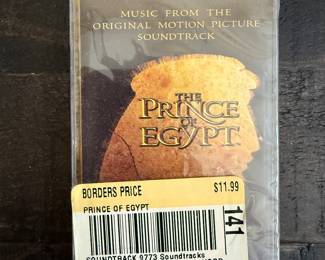 MUSIC FROM THE
ORIGINAL MOTION PICTURE
SOUNDTRACK
THE
PRINCE
OF
EGYPT
BORDERS PRICE $11.99
PRINCE OF EGYPT
141
SOUNDTRACK 9773 Soundtracks